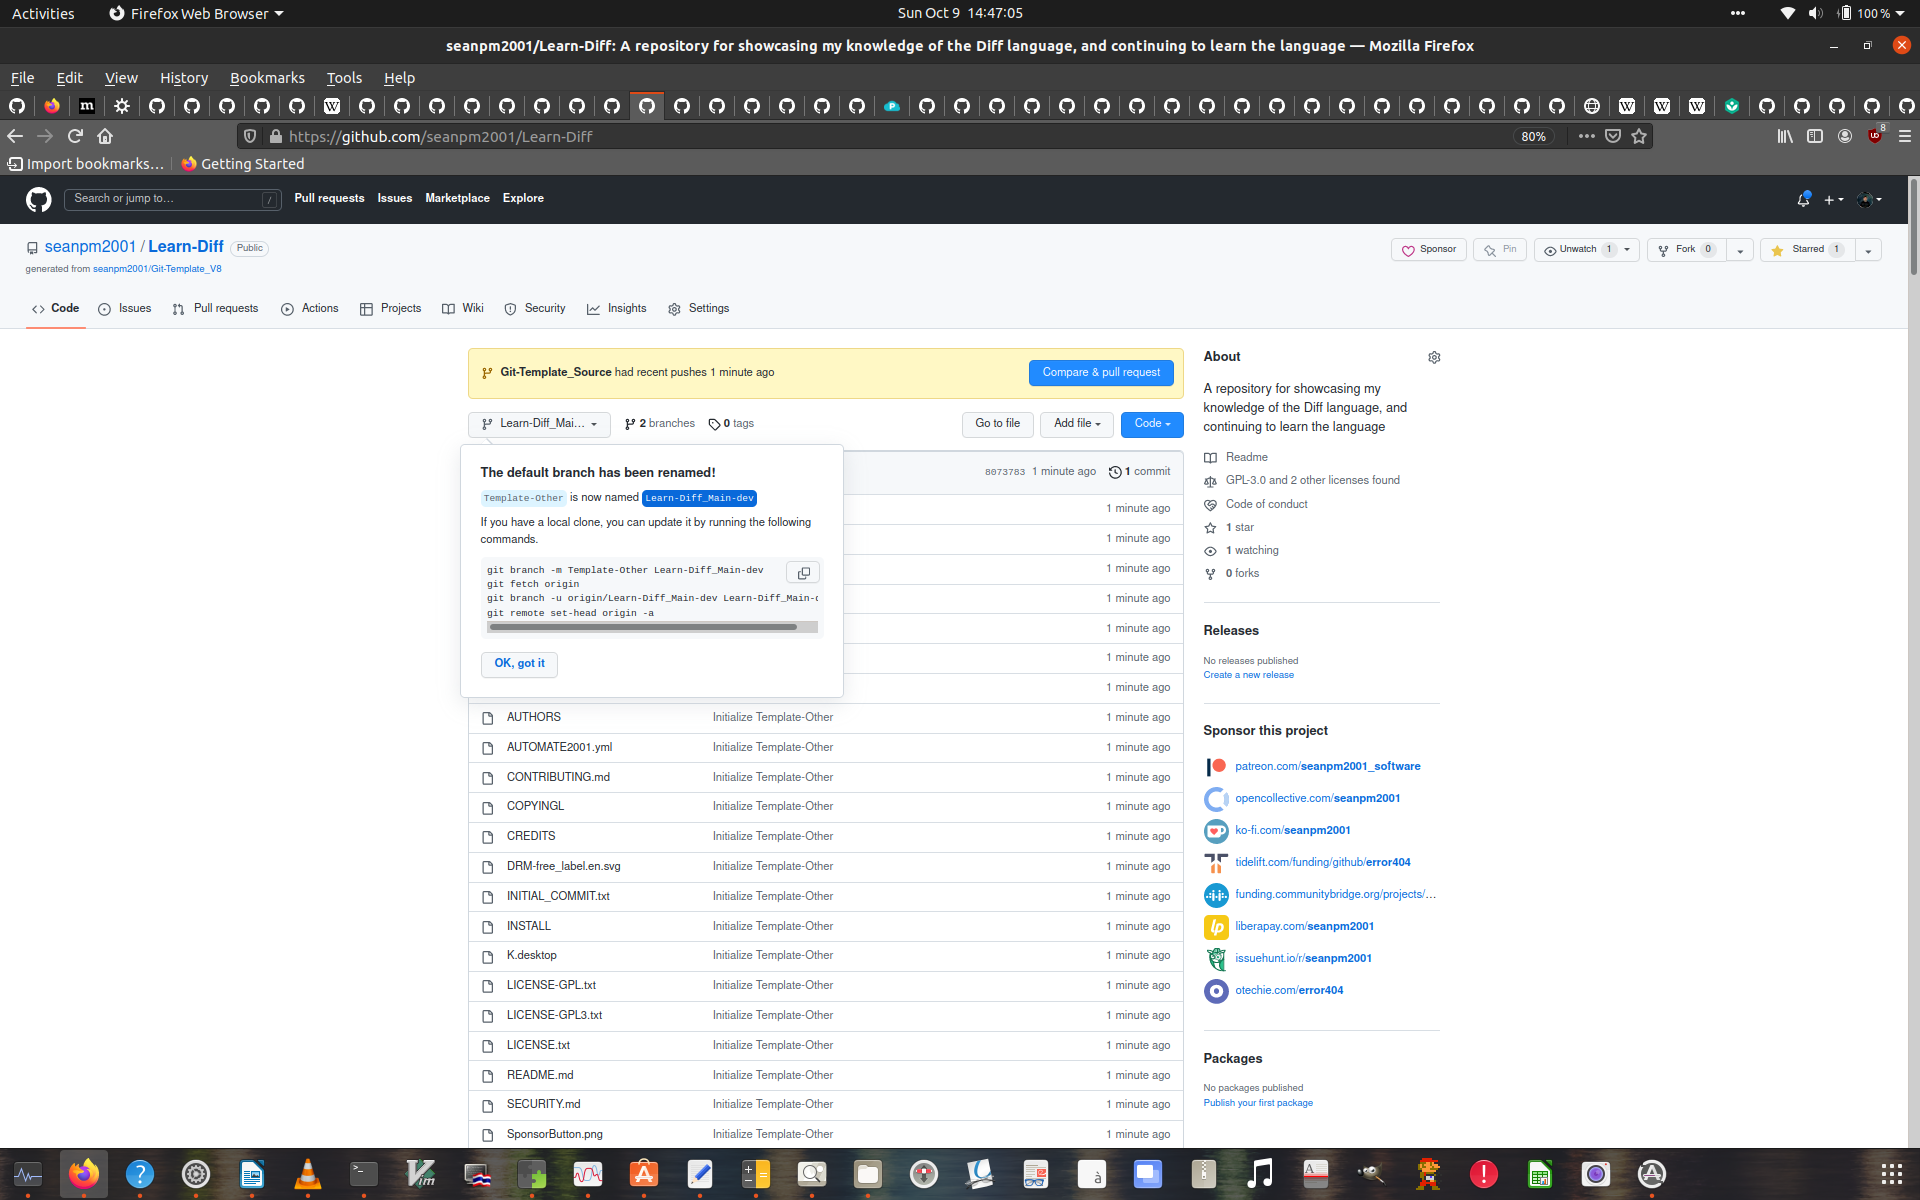 Activities
Firefox Web Browser
Sun Oct 9 14:47:05
100 %
seanpm2001/Learn-Diff: A repository for showcasing my knowledge of the Diff language, and continuing to learn the language — Mozilla Firefox
File Edit View History Bookmarks Tools Help
https://github.com/seanpm2001/Learn-Diff
80%
8
Import bookmarks…
Getting Started
Search or jump to…
/
Pull requests Issues Marketplace Explore
seanpm2001 / Learn-Diff Public
generated from seanpm2001/Git-Template_V8
Sponsor
Pin
Unwatch 1
Fork 0
Starred 1
Code Issues Pull requests Actions Projects Wiki Security Insights Settings
Git-Template_Source had recent pushes 1 minute ago
Compare & pull request
Learn-Diff_Mai…
2 branches
0 tags
Go to file
Add file
Code
The default branch has been renamed!
Template-Other is now named Learn-Diff_Main-dev
If you have a local clone, you can update it by running the following
commands.
git branch -m Template-Other Learn-Diff_Main-dev
git fetch origin
git branch -u origin/Learn-Diff_Main-dev Learn-Diff_Main-
git remote set-head origin -a
OK, got it
8073783 1 minute ago 1 commit
1 minute ago
1 minute ago
1 minute ago
1 minute ago
1 minute ago
1 minute ago
1 minute ago
AUTHORS Initialize Template-Other 1 minute ago
AUTOMATE2001.yml Initialize Template-Other 1 minute ago
CONTRIBUTING.md Initialize Template-Other 1 minute ago
COPYINGL Initialize Template-Other 1 minute ago
CREDITS Initialize Template-Other 1 minute ago
DRM-free_label.en.svg Initialize Template-Other 1 minute ago
INITIAL_COMMIT.txt Initialize Template-Other 1 minute ago
INSTALL Initialize Template-Other 1 minute ago
K.desktop Initialize Template-Other 1 minute ago
LICENSE-GPL.txt Initialize Template-Other 1 minute ago
LICENSE-GPL3.txt Initialize Template-Other 1 minute ago
LICENSE.txt Initialize Template-Other 1 minute ago
README.md Initialize Template-Other 1 minute ago
SECURITY.md Initialize Template-Other 1 minute ago
SponsorButton.png Initialize Template-Other 1 minute ago
About
A repository for showcasing my
knowledge of the Diff language, and
continuing to learn the language
Readme
GPL-3.0 and 2 other licenses found
Code of conduct
1 star
1 watching
0 forks
Releases
No releases published
Create a new release
Sponsor this project
patreon.com/seanpm2001_software
opencollective.com/seanpm2001
ko-fi.com/seanpm2001
tidelift.com/funding/github/error404
funding.communitybridge.org/projects/…
liberapay.com/seanpm2001
issuehunt.io/r/seanpm2001
otechie.com/error404
Packages
No packages published
Publish your first package